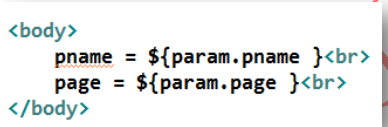 <body>
pname = ${param.pname }<br>
page = ${param.page }<br>
</body>